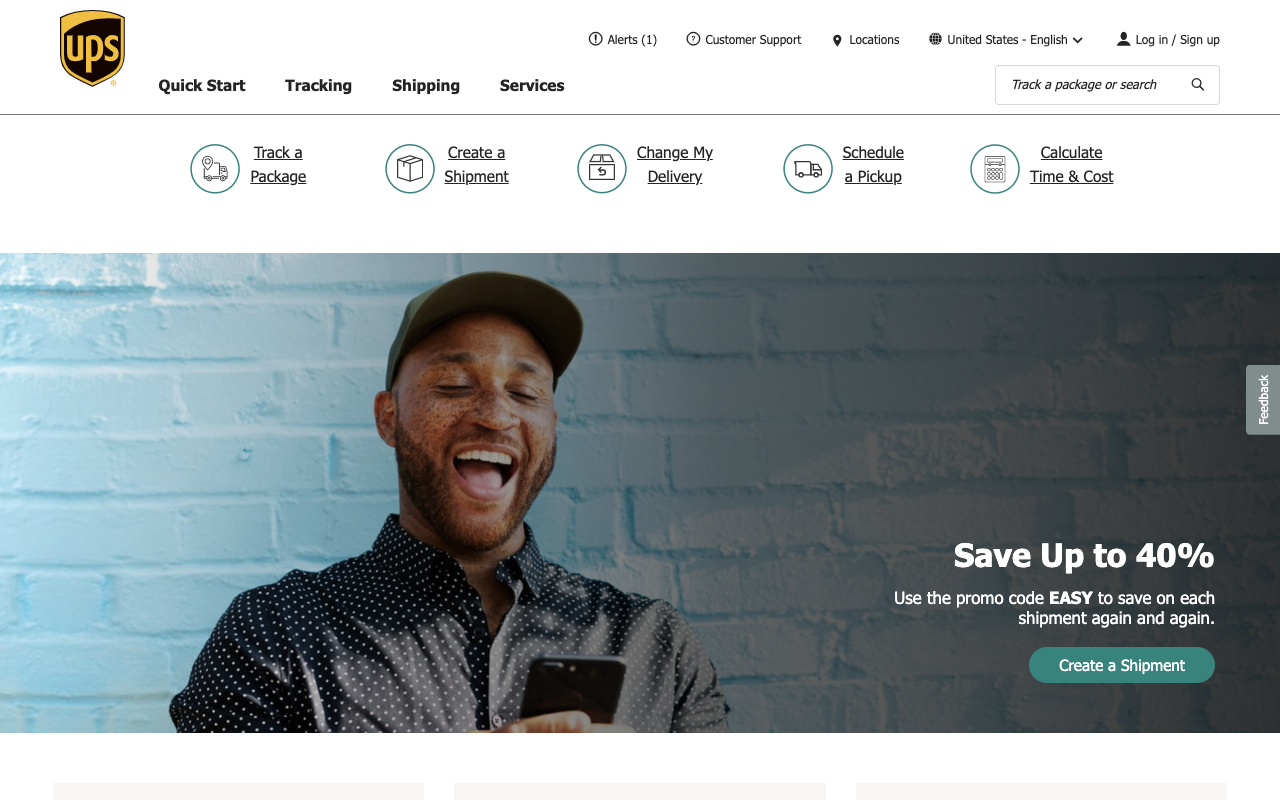 ups
Alerts (1)
Customer Support
Locations
United States - English
Log in / Sign up
Quick Start
Tracking
Shipping
Services
Track a package or search
Track a
Package
Create a
Shipment
Change My
Delivery
Schedule
a Pickup
Calculate
Time & Cost
Feedback
Save Up to 40%
Use the promo code EASY to save on each
shipment again and again.
Create a Shipment